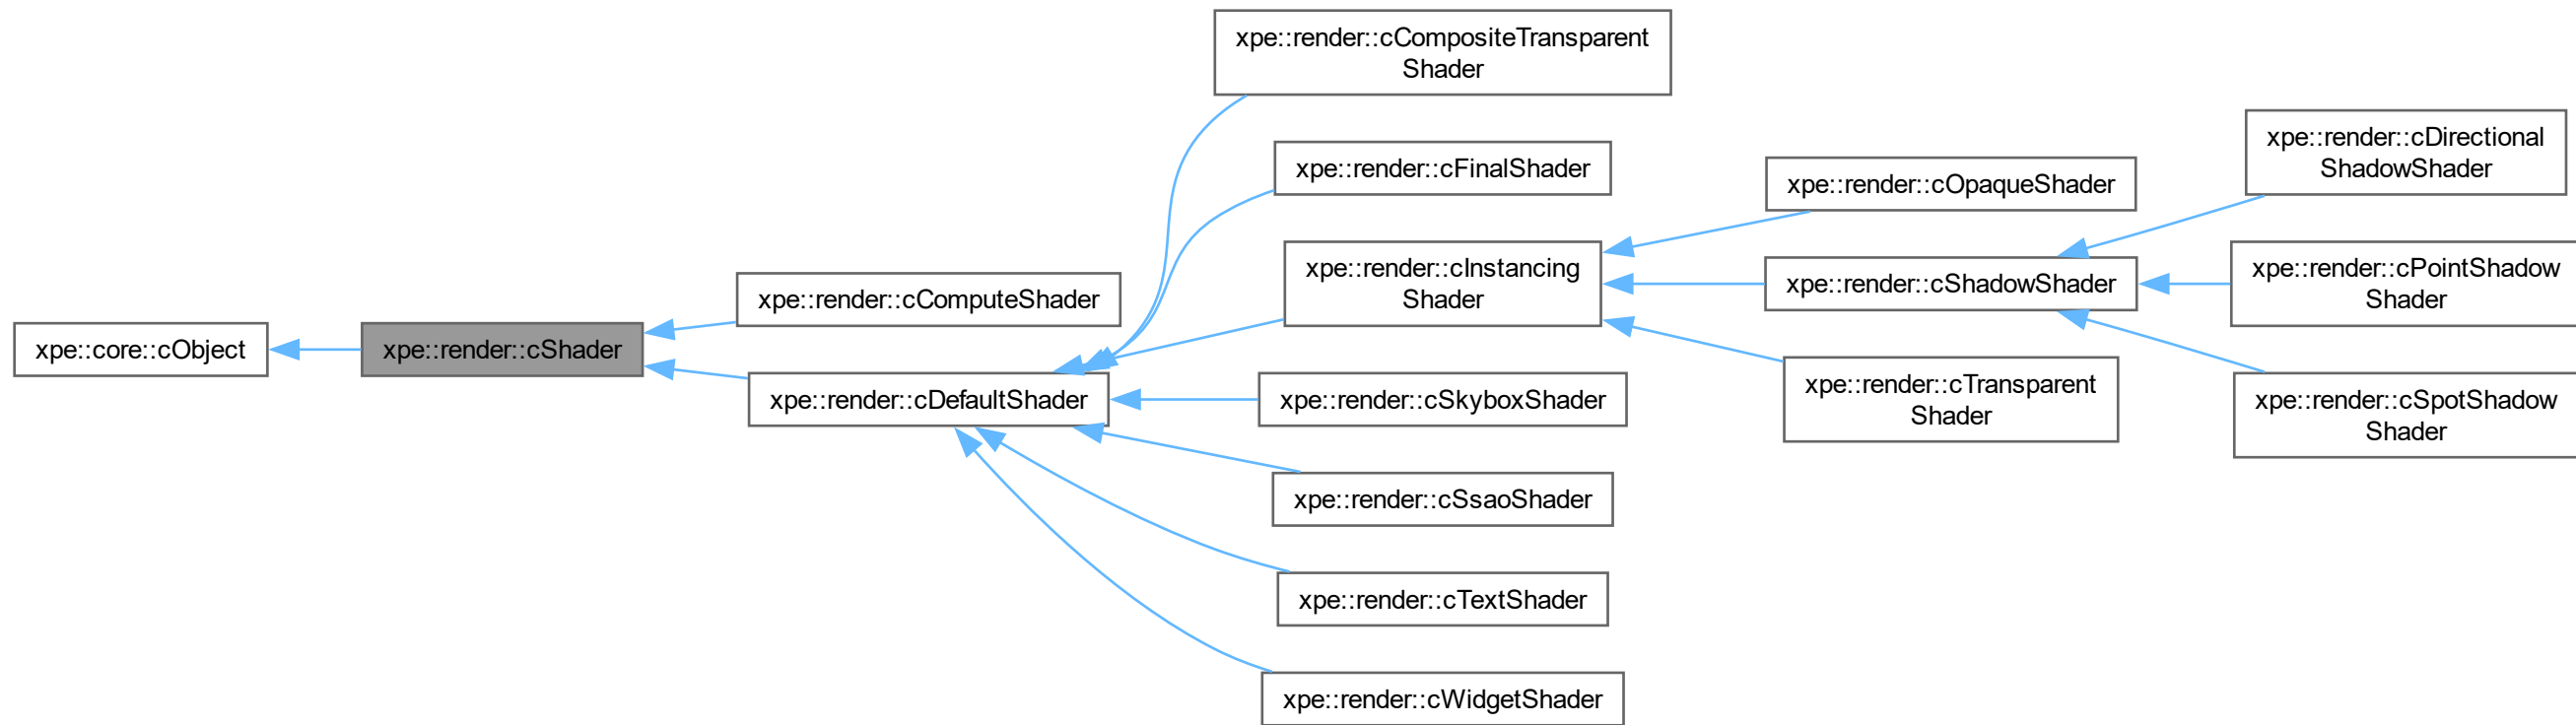 xpe::core::cObject
xpe::render::cShader
xpe::render::cComputeShader
xpe::render::cDefaultShader
xpe::render::cCompositeTransparent
Shader
xpe::render::cFinalShader
xpe::render::cInstancing
Shader
xpe::render::cSkyboxShader
xpe::render::cSsaoShader
xpe::render::cTextShader
xpe::render::cWidgetShader
xpe::render::cOpaqueShader
xpe::render::cShadowShader
xpe::render::cTransparent
Shader
xpe::render::cDirectional
ShadowShader
xpe::render::cPointShadow
Shader
xpe::render::cSpotShadow
Shader